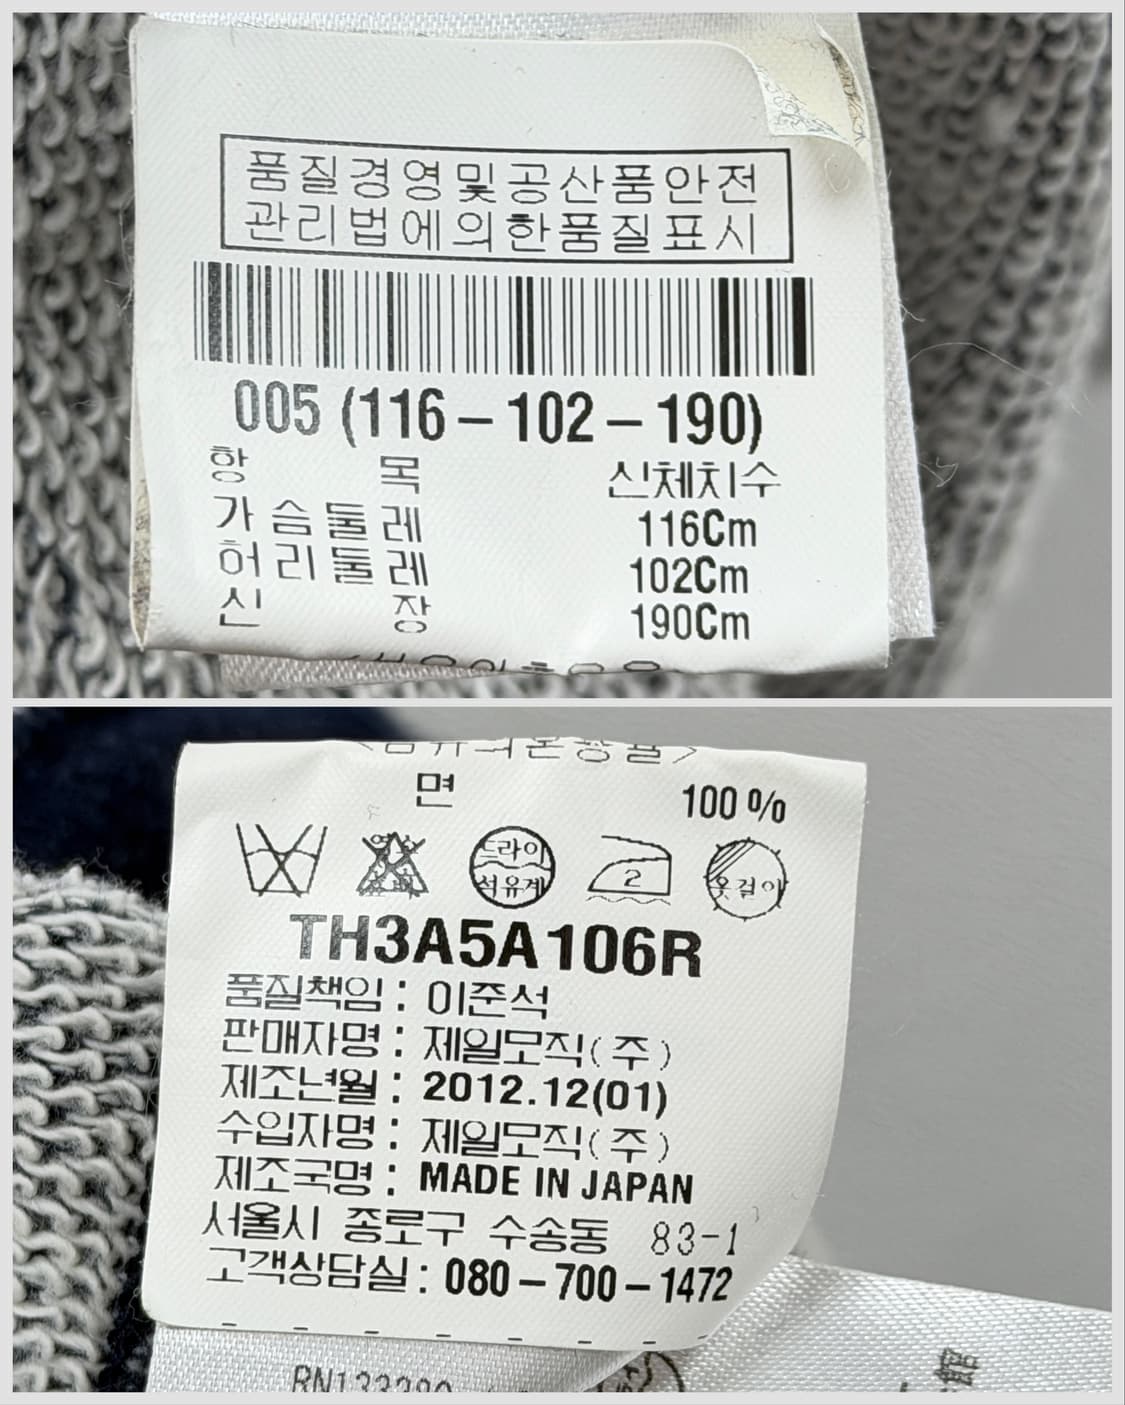 품질경영및공산품안전
관리법에의한품질표시
005 (116-102-190)
항 목 신체치수
가슴둘레 116Cm
허리둘레 102Cm
신 장 190Cm
면 100%
드라이
석유계
2
옷걸이
TH3A5A106R
품질책임 : 이준석
판매자명 : 제일모직(주)
제조년월 : 2012.12(01)
수입자명 : 제일모직(주)
제조국명 : MADE IN JAPAN
서울시 종로구 수송동 83-1
고객상담실 : 080-700-1472